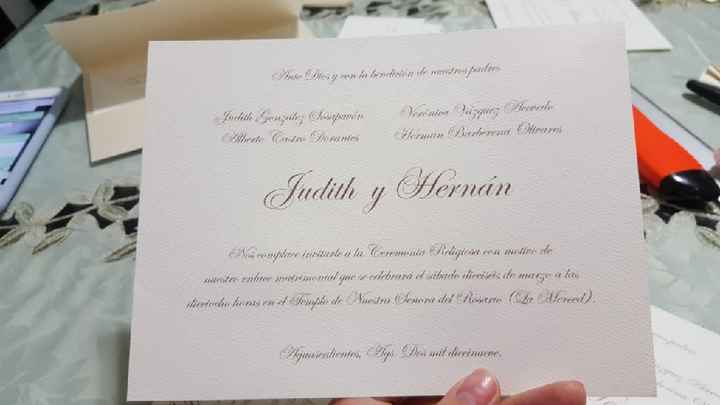 Ante Dios y con la bendición de nuestros padres
Judith González Sompayón Verónica Vázquez Acevedo
Alberto Castro Dorantes Hernán Barberena Olivares
Judith y Hernán
Nos complace invitarle a la Ceremonia Religiosa con motivo de
nuestro enlace matrimonial que se celebrará el sábado dieciséis de marzo a las
dieciocho horas en el Templo de Nuestra Señora del Rosario (La Merced).
Aguascalientes, Ags. Dos mil diecinueve.